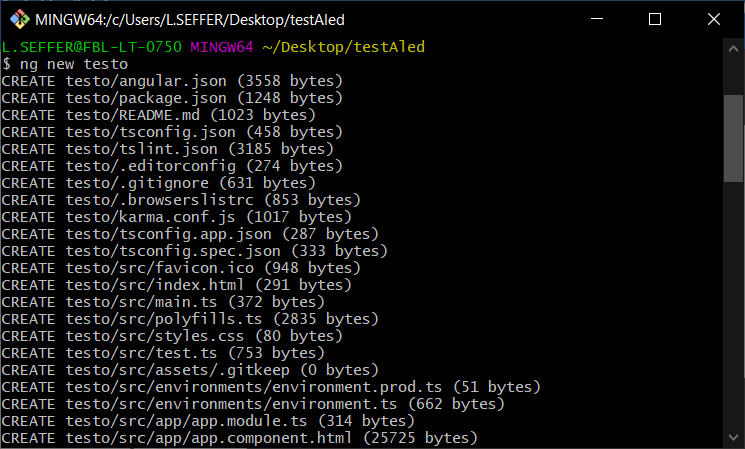 MINGW64:/c/Users/L.SEFFER/Desktop/testAled
L.SEFFER@FBL-LT-0750 MINGW64 ~/Desktop/testAled
$ ng new testo
CREATE testo/angular.json (3558 bytes)
CREATE testo/package.json (1248 bytes)
CREATE testo/README.md (1023 bytes)
CREATE testo/tsconfig.json (458 bytes)
CREATE testo/tslint.json (3185 bytes)
CREATE testo/.editorconfig (274 bytes)
CREATE testo/.gitignore (631 bytes)
CREATE testo/.browserslistrc (853 bytes)
CREATE testo/karma.conf.js (1017 bytes)
CREATE testo/tsconfig.app.json (287 bytes)
CREATE testo/tsconfig.spec.json (333 bytes)
CREATE testo/src/favicon.ico (948 bytes)
CREATE testo/src/index.html (291 bytes)
CREATE testo/src/main.ts (372 bytes)
CREATE testo/src/polyfills.ts (2835 bytes)
CREATE testo/src/styles.css (80 bytes)
CREATE testo/src/test.ts (753 bytes)
CREATE testo/src/assets/.gitkeep (0 bytes)
CREATE testo/src/environments/environment.prod.ts (51 bytes)
CREATE testo/src/environments/environment.ts (662 bytes)
CREATE testo/src/app/app.module.ts (314 bytes)
CREATE testo/src/app/app.component.html (25725 bytes)